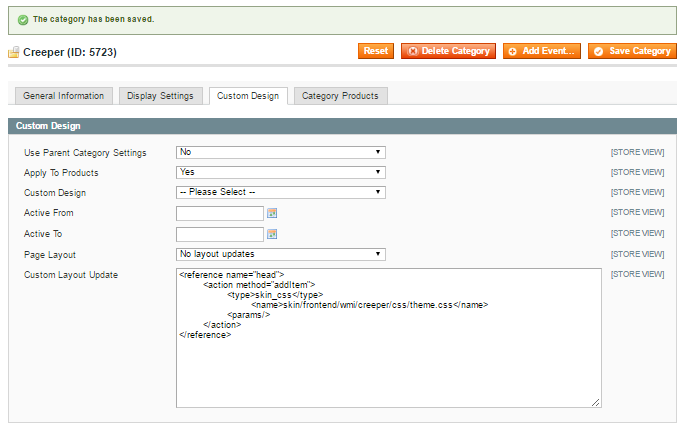 The category has been saved.
Creeper (ID: 5723)
Reset
Delete Category
Add Event...
Save Category
General Information
Display Settings
Custom Design
Category Products
Custom Design
Use Parent Category Settings No [STORE VIEW]
Apply To Products Yes [STORE VIEW]
Custom Design -- Please Select -- [STORE VIEW]
Active From [STORE VIEW]
Active To [STORE VIEW]
Page Layout No layout updates [STORE VIEW]
Custom Layout Update <reference name="head"> [STORE VIEW]
<action method="addItem">
<type>skin_css</type>
<name>skin/frontend/wmi/creeper/css/theme.css</name>
<params/>
</action>
</reference>